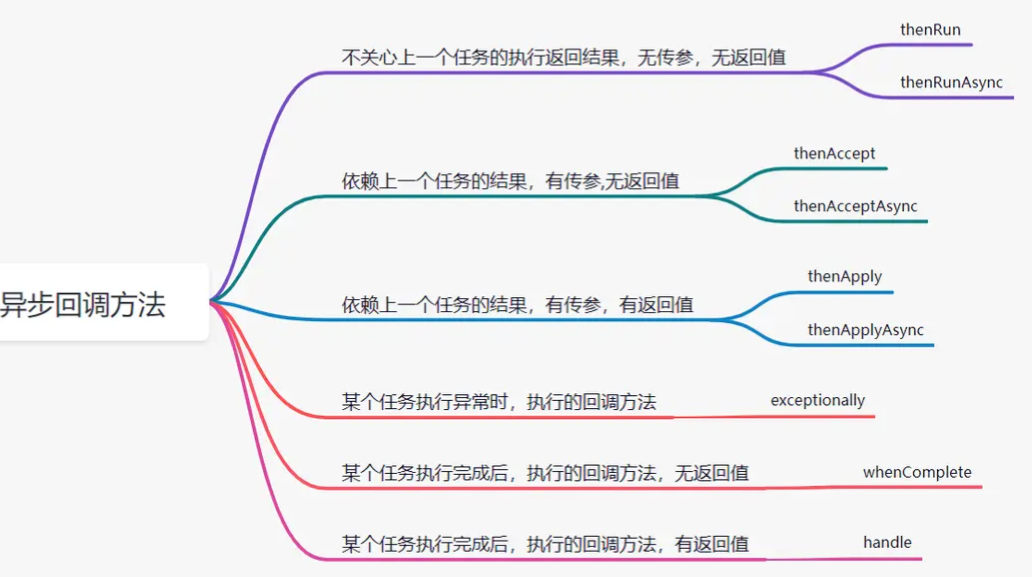 异步回调方法
不关心上一个任务的执行返回结果，无传参，无返回值
thenRun
thenRunAsync
依赖上一个任务的结果，有传参,无返回值
thenAccept
thenAcceptAsync
依赖上一个任务的结果，有传参，有返回值
thenApply
thenApplyAsync
某个任务执行异常时，执行的回调方法
exceptionally
某个任务执行完成后，执行的回调方法，无返回值
whenComplete
某个任务执行完成后，执行的回调方法，有返回值
handle